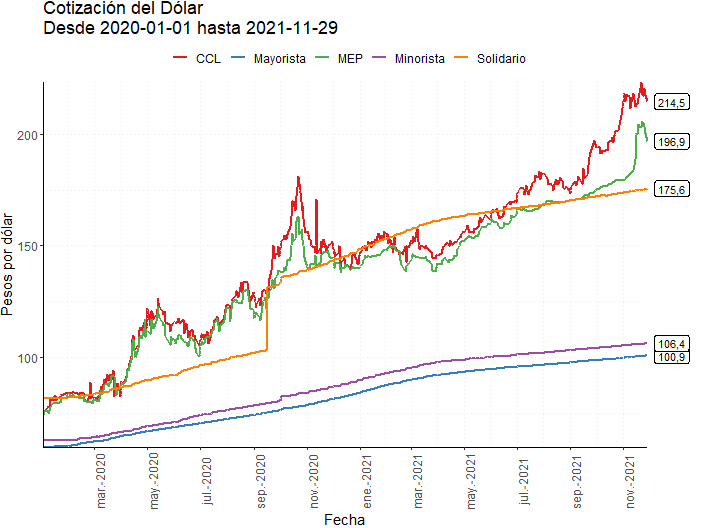 Cotización del Dólar
Desde 2020-01-01 hasta 2021-11-29
CCL Mayorista MEP Minorista Solidario
Pesos por dólar
200
150
100
214,5
196,9
175,6
106,4
100,9
mar.-2020
may.-2020
jul.-2020
sep.-2020
nov.-2020
ene.-2021
mar.-2021
may.-2021
jul.-2021
sep.-2021
nov.-2021
Fecha